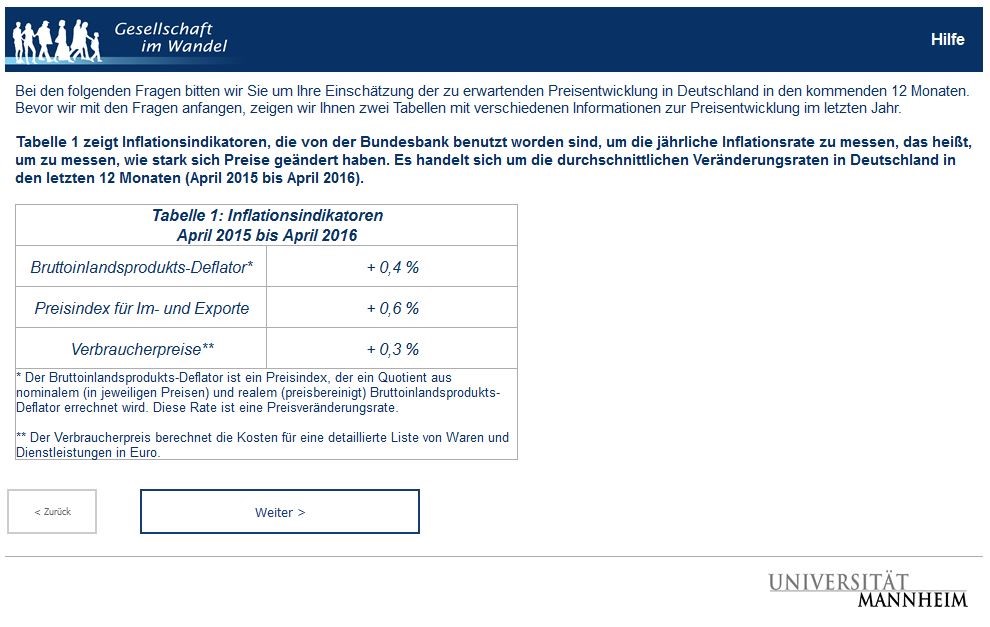 Gesellschaft
im Wandel
Hilfe
Bei den folgenden Fragen bitten wir Sie um Ihre Einschätzung der zu erwartenden Preisentwicklung in Deutschland in den kommenden 12 Monaten.
Bevor wir mit den Fragen anfangen, zeigen wir Ihnen zwei Tabellen mit verschiedenen Informationen zur Preisentwicklung im letzten Jahr.
Tabelle 1 zeigt Inflationsindikatoren, die von der Bundesbank benutzt worden sind, um die jährliche Inflationsrate zu messen, das heißt,
um zu messen, wie stark sich Preise geändert haben. Es handelt sich um die durchschnittlichen Veränderungsraten in Deutschland in
den letzten 12 Monaten (April 2015 bis April 2016).
Tabelle 1: Inflationsindikatoren
April 2015 bis April 2016
Bruttoinlandsprodukts-Deflator* + 0,4 %
Preisindex für Im- und Exporte + 0,6 %
Verbraucherpreise** + 0,3 %
* Der Bruttoinlandsprodukts-Deflator ist ein Preisindex, der ein Quotient aus
nominalem (in jeweiligen Preisen) und realem (preisbereinigt) Bruttoinlandsprodukts-
Deflator errechnet wird. Diese Rate ist eine Preisveränderungsrate.
** Der Verbraucherpreis berechnet die Kosten für eine detaillierte Liste von Waren und
Dienstleistungen in Euro.
< Zurück
Weiter >
UNIVERSITÄT
MANNHEIM